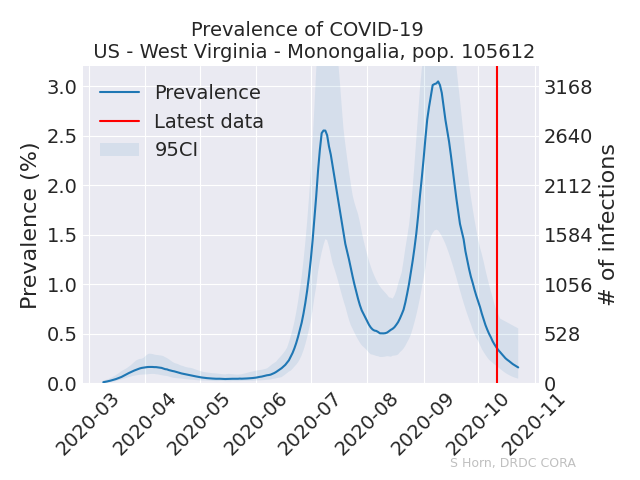 Prevalence of COVID-19
US - West Virginia - Monongalia, pop. 105612
Prevalence
Latest data
95CI
Prevalence (%)
3.0
2.5
2.0
1.5
1.0
0.5
0.0
3168
2640
2112
1584
1056
528
0
# of infections
2020-03
2020-04
2020-05
2020-06
2020-07
2020-08
2020-09
2020-10
2020-11
S Horn, DRDC CORA